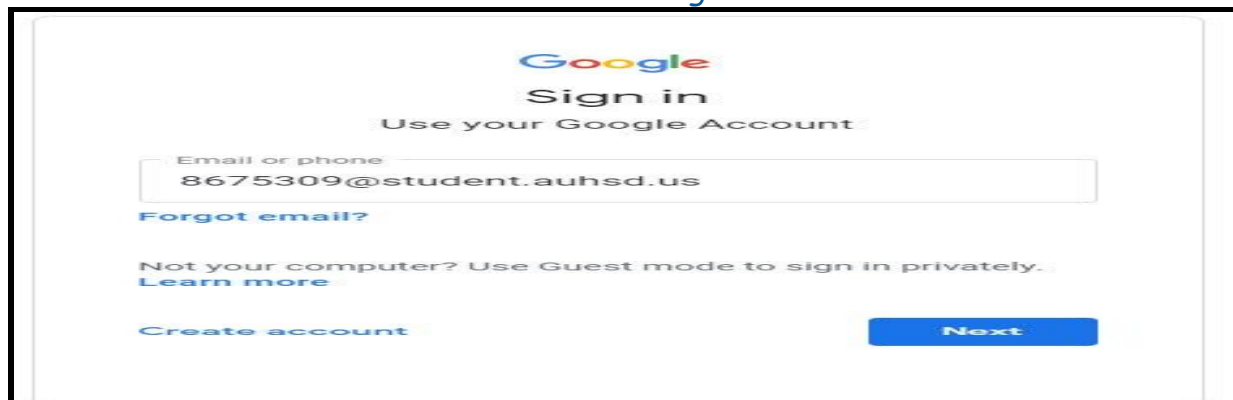 Google
Sign in
Use your Google Account
Email or phone
8675309@student.auhsd.us
Forgot email?
Not your computer? Use Guest mode to sign in privately.
Learn more
Create account
Next